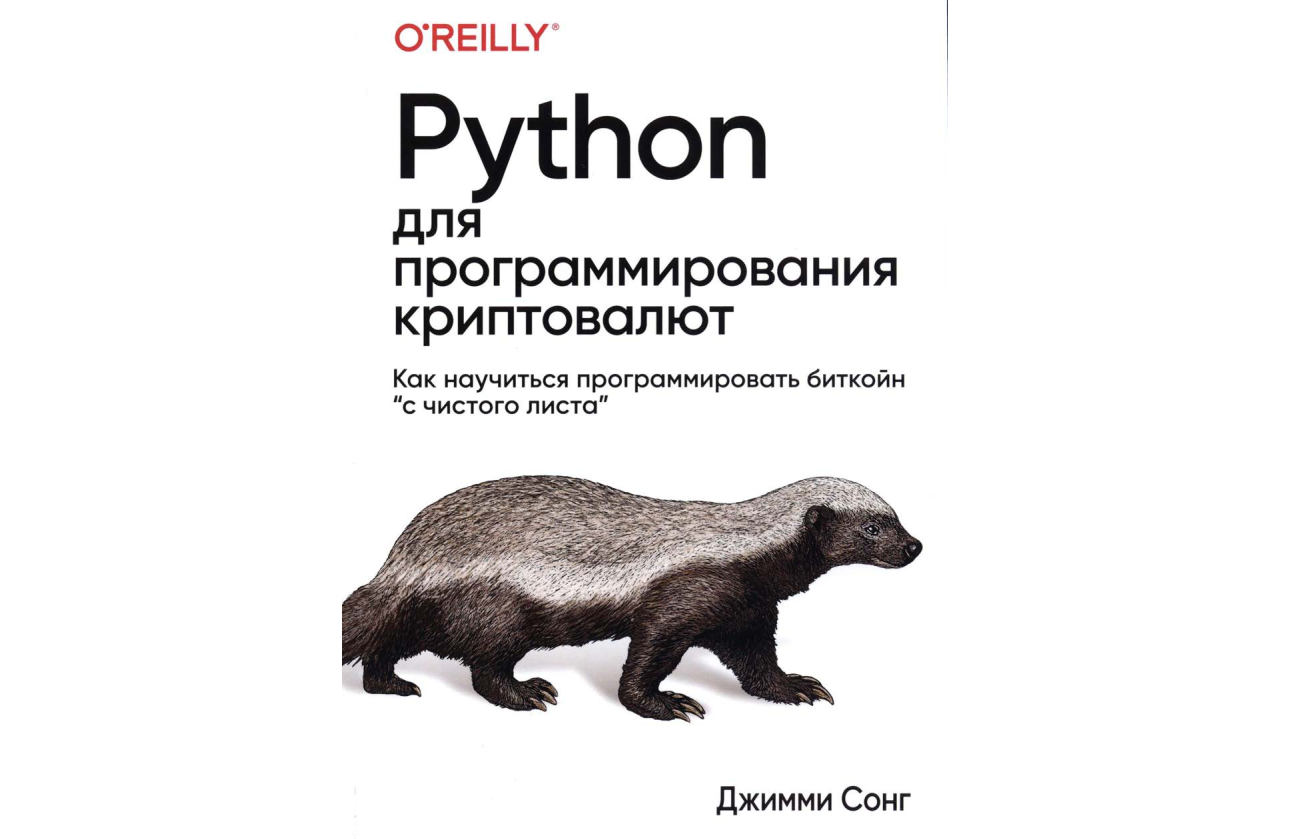 O'REILLY®
Python
для
программирования
криптовалют
Как научиться программировать биткойн
“с чистого листа”
Джимми Сонг